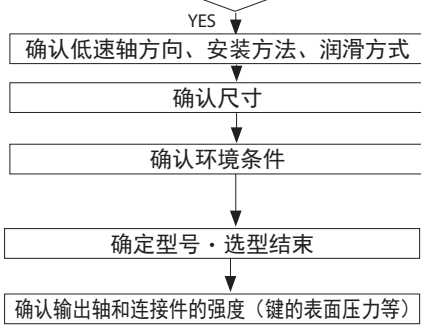 YES
确认低速轴方向、安装方法、润滑方式
确认尺寸
确认环境条件
确定型号・选型结束
确认输出轴和连接件的强度（键的表面压力等）